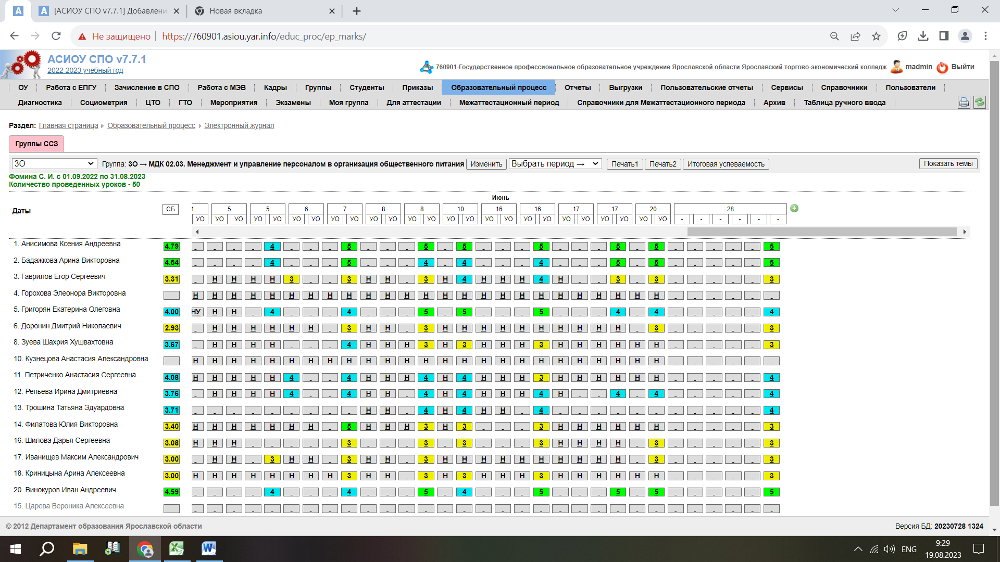 [АСИОУ СПО v7.7.1] Добавлени
Новая вкладка
Не защищено
https://760901.asiou.yar.info/educ_proc/ep_marks/
АСИОУ СПО v7.7.1
2022-2023 учебный год
760901-Государственное профессиональное образовательное учреждение Ярославской области Ярославский торгово-экономический колледж
madmin
Выйти
ОУ Работа с ЕПГУ Зачисление в СПО Работа с МЭВ Кадры Группы Студенты Приказы Образовательный процесс Отчеты Выгрузки Пользовательские отчеты Сервисы Справочники Пользователи
Диагностика Социометрия ЦТО ГТО Мероприятия Экзамены Моя группа Для аттестации Межаттестационный период Справочники для Межаттестационного периода Архив Таблица ручного ввода
Раздел: Главная страница Образовательный процесс Электронный журнал
Группы ССЗ
3О Группа: 3О → МДК 02.03. Менеджмент и управление персоналом в организация общественного питания Изменить Выбрать период → Печать1 Печать2 Итоговая успеваемость Показать темы
Фомина С. И. с 01.09.2022 по 31.08.2023
Количество проведенных уроков - 50
Июнь
Даты СБ 1 5 5 6 7 8 8 10 16 16 17 17 20 28
УО УО УО УО УО УО УО УО УО УО УО УО УО УО УО УО УО УО УО УО УО УО УО УО УО - - - - - -
1. Анисимова Ксения Андреевна 4.79 - - - - 4 - - - 5 - - - 5 - 5 - - - 5 - - - 5 - 5 - - - - - 5
2. Бадажкова Арина Викторовна 4.54 - - - - 4 - - - 5 - - - 4 - 4 - - - 4 - - - 5 - 5 - - - - - 5
3. Гаврилов Егор Сергеевич 3.31 - Н Н Н Н 3 - - 3 Н Н - 3 Н 4 Н Н Н 4 Н - - 3 - 3 - - - - - 3
4. Горохова Элеонора Викторовна Н Н Н Н Н Н Н Н Н Н Н Н Н Н Н Н Н Н Н Н Н Н Н Н Н - - - - - -
5. Григорян Екатерина Олеговна 4.00 НУ Н Н - 4 - - - 4 - - - 5 - 5 - - - 5 - - - 4 - 4 - - - - - 4
6. Доронин Дмитрий Николаевич 2.93 - Н Н Н Н Н Н - 3 Н Н - 3 Н Н Н Н Н Н Н Н Н Н - 3 - - - - - 3
8. Зуева Шахрия Хушвахтовна 3.67 - Н Н Н Н - - - 4 Н Н Н 3 Н 3 Н Н Н 3 Н Н Н Н Н Н - - - - - 3
10. Кузнецова Анастасия Александровна Н Н Н Н Н Н Н Н Н Н Н Н Н Н Н Н Н Н Н Н Н Н Н Н Н - - - - - -
11. Петриченко Анастасия Сергеевна 4.08 Н Н Н Н Н 4 - - 4 Н Н Н 4 Н 4 Н Н Н 3 Н Н Н Н Н Н - - - - - 4
12. Репьева Ирина Дмитриевна 3.76 - Н Н Н Н 4 - - 4 Н Н - 4 Н 4 Н Н Н 4 Н - - 4 - 4 - - - - - 4
13. Трошина Татьяна Эдуардовна 3.71 - - - - - - - - - Н Н - 4 Н 4 Н Н - 4 - - - - - - - - - - - 4
14. Филатова Юлия Викторовна 3.40 Н Н Н Н Н Н Н - 5 Н Н Н 3 Н 3 - - - 3 Н Н Н Н Н Н - - - - - 3
16. Шилова Дарья Сергеевна 3.08 Н Н Н - - - - - 3 - - - 3 - 3 - - - 3 Н Н Н Н - 3 - - - - - 3
17. Иванищев Максим Александрович 3.00 - Н Н - 3 Н Н - 3 Н Н - 3 Н Н Н Н Н Н Н Н Н Н - 3 - - - - - 3
18. Криницына Арина Алексеевна 3.00 Н Н Н Н Н Н Н Н 3 Н Н - 3 Н 3 Н Н Н 3 Н Н Н Н Н Н - - - - - 3
20. Винокуров Иван Андреевич 4.59 - - - - 4 - - - 4 - - - 5 - 4 - - - 5 - - - 5 - 5 - - - - - 5
15. Царева Вероника Алексеевна - - - - - - - - - - - - - - - - - - - - - - - - - - - - - - -
© 2012 Департамент образования Ярославской области
Версия БД: 20230728 1324
ENG
9:29
19.08.2023